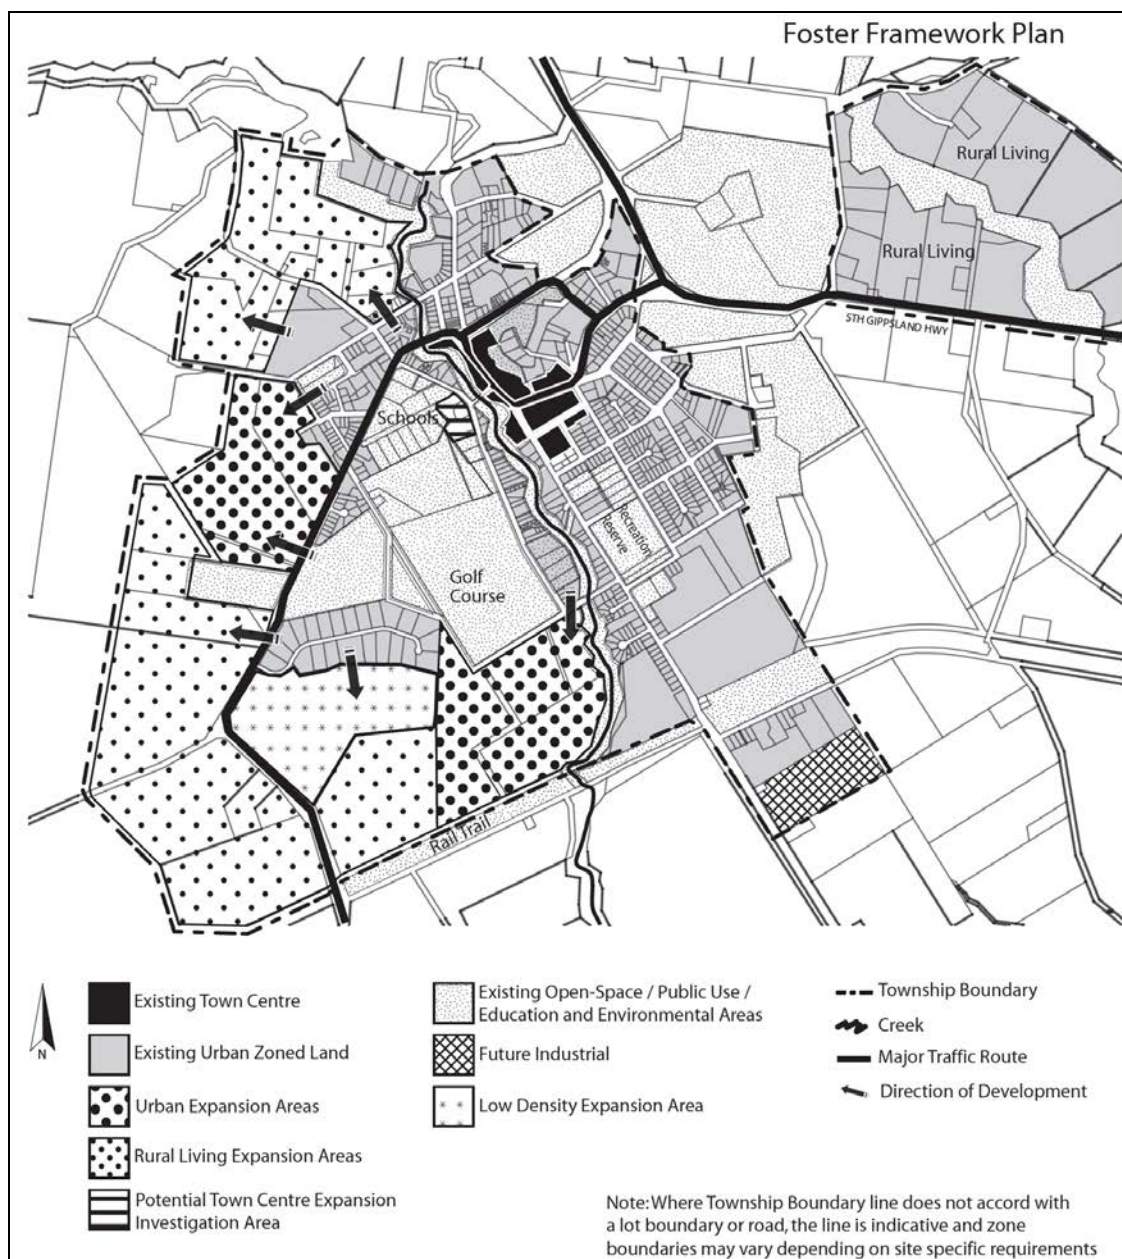 Foster Framework Plan
Rural Living
Rural Living
STH GIPPSLAND HWY
Schools
Recreation
Reserve
Golf
Course
Rail Trail
N
Existing Town Centre
Existing Urban Zoned Land
Urban Expansion Areas
Rural Living Expansion Areas
Potential Town Centre Expansion
Investigation Area
Existing Open-Space / Public Use /
Education and Environmental Areas
Future Industrial
Low Density Expansion Area
Township Boundary
Creek
Major Traffic Route
Direction of Development
Note: Where Township Boundary line does not accord with
a lot boundary or road, the line is indicative and zone
boundaries may vary depending on site specific requirements